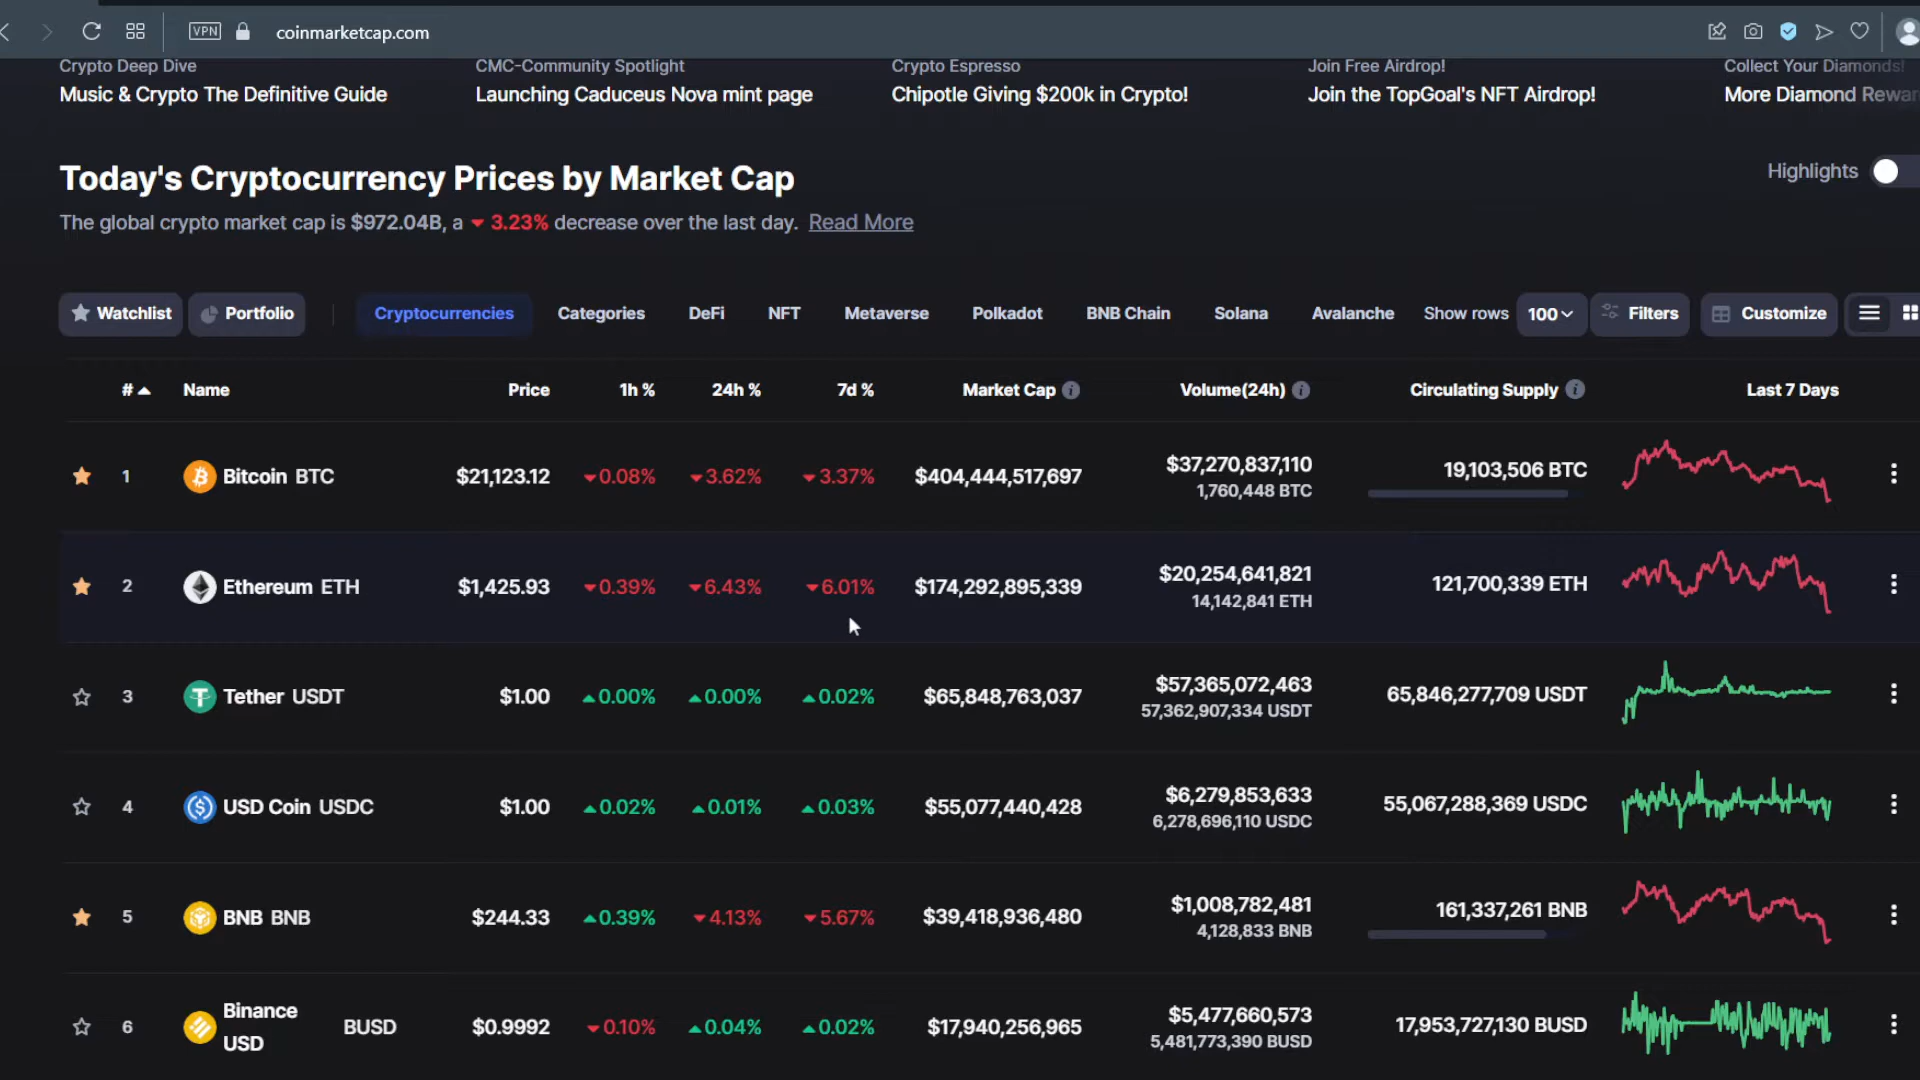 VPN coinmarketcap.com
Crypto Deep Dive CMC-Community Spotlight Crypto Espresso Join Free Airdrop! Collect Your Diamonds!
Music & Crypto The Definitive Guide Launching Caduceus Nova mint page Chipotle Giving $200k in Crypto! Join the TopGoal's NFT Airdrop! More Diamond Rewar
Today's Cryptocurrency Prices by Market Cap Highlights
The global crypto market cap is $972.04B, a 3.23% decrease over the last day. Read More
Watchlist Portfolio Cryptocurrencies Categories DeFi NFT Metaverse Polkadot BNB Chain Solana Avalanche Show rows 100 Filters Customize
# Name Price 1h % 24h % 7d % Market Cap Volume(24h) Circulating Supply Last 7 Days
1 Bitcoin BTC $21,123.12 0.08% 3.62% 3.37% $404,444,517,697 $37,270,837,110 19,103,506 BTC
1,760,448 BTC
2 Ethereum ETH $1,425.93 0.39% 6.43% 6.01% $174,292,895,339 $20,254,641,821 121,700,339 ETH
14,142,841 ETH
3 Tether USDT $1.00 0.00% 0.00% 0.02% $65,848,763,037 $57,365,072,463 65,846,277,709 USDT
57,362,907,334 USDT
4 USD Coin USDC $1.00 0.02% 0.01% 0.03% $55,077,440,428 $6,279,853,633 55,067,288,369 USDC
6,278,696,110 USDC
5 BNB BNB $244.33 0.39% 4.13% 5.67% $39,418,936,480 $1,008,782,481 161,337,261 BNB
4,128,833 BNB
6 Binance USD BUSD $0.9992 0.10% 0.04% 0.02% $17,940,256,965 $5,477,660,573 17,953,727,130 BUSD
5,481,773,390 BUSD